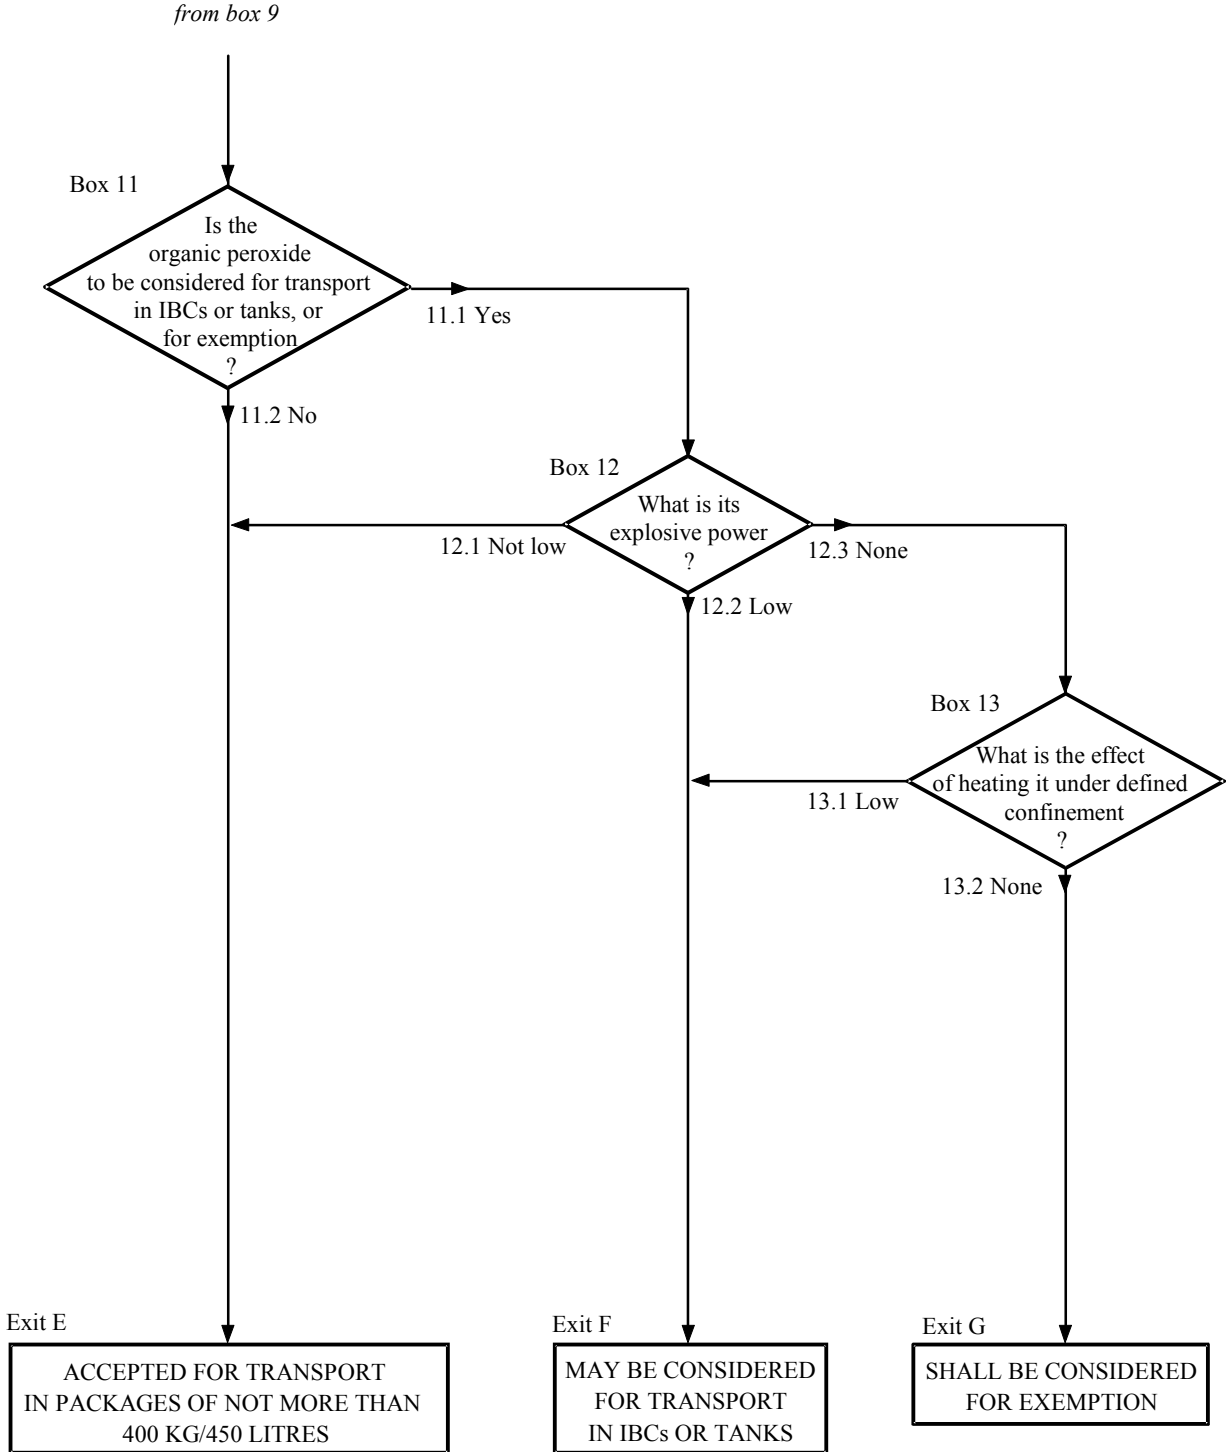 from box 9
Box 11
Is the
organic peroxide
to be considered for transport
in IBCs or tanks, or
for exemption
?
11.1 Yes
11.2 No
Box 12
What is its
explosive power
?
12.1 Not low
12.3 None
12.2 Low
Box 13
What is the effect
of heating it under defined
confinement
?
13.1 Low
13.2 None
Exit E
ACCEPTED FOR TRANSPORT
IN PACKAGES OF NOT MORE THAN
400 KG/450 LITRES
Exit F
MAY BE CONSIDERED
FOR TRANSPORT
IN IBCs OR TANKS
Exit G
SHALL BE CONSIDERED
FOR EXEMPTION